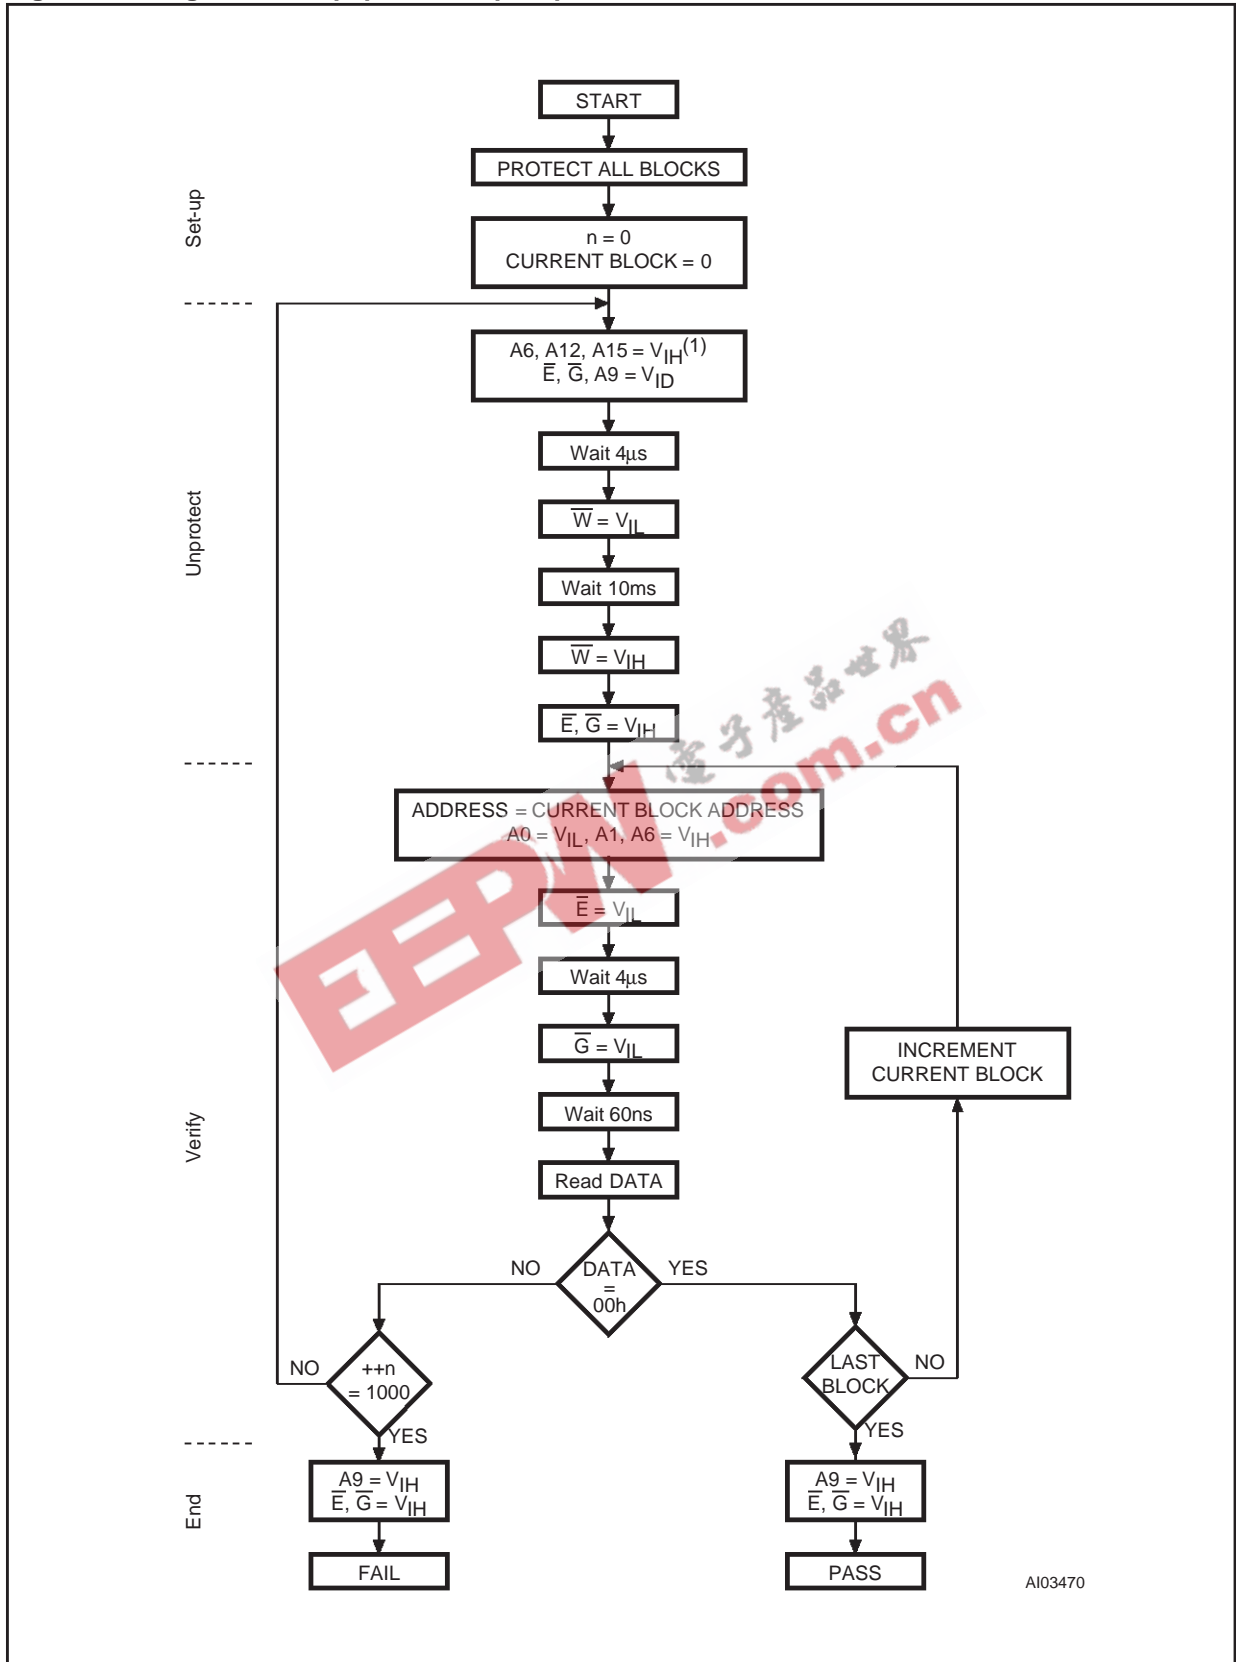 START
PROTECT ALL BLOCKS
Set-up
n = 0
CURRENT BLOCK = 0
A6, A12, A15 = VIH(1)
E̅, G̅, A9 = VID
Wait 4µs
W̅ = VIL
Unprotect
Wait 10ms
W̅ = VIH
E̅, G̅ = VIH
電子產品世界
.com.cn
EEPW
ADDRESS = CURRENT BLOCK ADDRESS
A0 = VIL, A1, A6 = VIH
E̅ = VIL
Wait 4µs
G̅ = VIL
INCREMENT
CURRENT BLOCK
Wait 60ns
Verify
Read DATA
NO
DATA
=
00h
YES
NO
++n
= 1000
LAST
BLOCK
NO
YES
YES
End
A9 = VIH
E̅, G̅ = VIH
A9 = VIH
E̅, G̅ = VIH
FAIL
PASS
AI03470